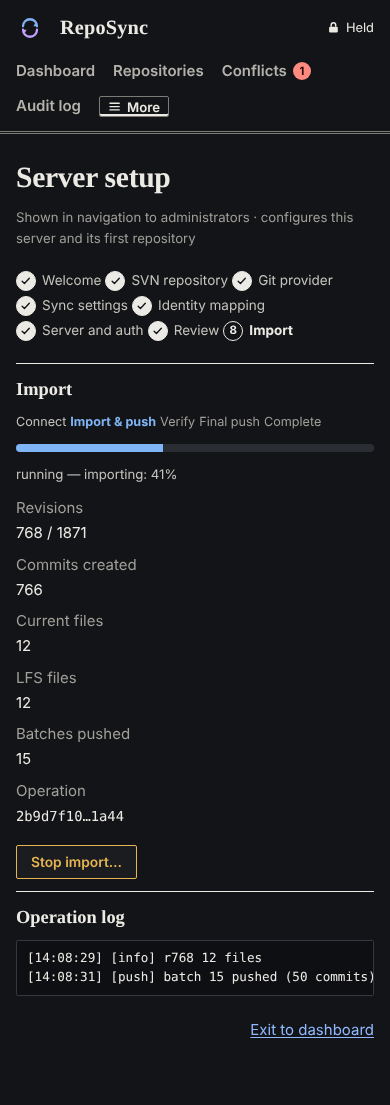 RepoSync
Held
Dashboard Repositories Conflicts 1
Audit log More
Server setup
Shown in navigation to administrators · configures this
server and its first repository
Welcome SVN repository Git provider
Sync settings Identity mapping
Server and auth Review 8 Import
Import
Connect Import & push Verify Final push Complete
running — importing: 41%
Revisions
768 / 1871
Commits created
766
Current files
12
LFS files
12
Batches pushed
15
Operation
2b9d7f10…1a44
Stop import…
Operation log
[14:08:29] [info] r768 12 files
[14:08:31] [push] batch 15 pushed (50 commits)
Exit to dashboard